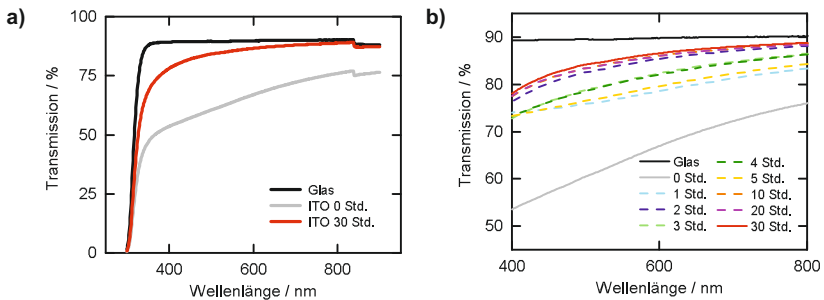 a)
Transmission / %
100
75
50
25
0
400
600
800
Wellenlänge / nm
Glas
ITO 0 Std.
ITO 30 Std.
b)
Transmission / %
90
80
70
60
50
400
600
800
Wellenlänge / nm
Glas
0 Std.
1 Std.
2 Std.
3 Std.
4 Std.
5 Std.
10 Std.
20 Std.
30 Std.